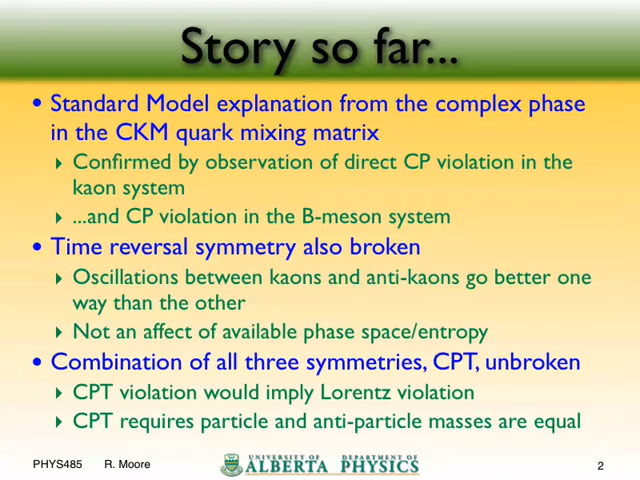 Story so far...
• Standard Model explanation from the complex phase
in the CKM quark mixing matrix
‣ Confirmed by observation of direct CP violation in the
kaon system
‣ ...and CP violation in the B-meson system
• Time reversal symmetry also broken
‣ Oscillations between kaons and anti-kaons go better one
way than the other
‣ Not an affect of available phase space/entropy
• Combination of all three symmetries, CPT, unbroken
‣ CPT violation would imply Lorentz violation
‣ CPT requires particle and anti-particle masses are equal
PHYS485 R. Moore
UNIVERSITY OF DEPARTMENT OF
ALBERTA PHYSICS
2